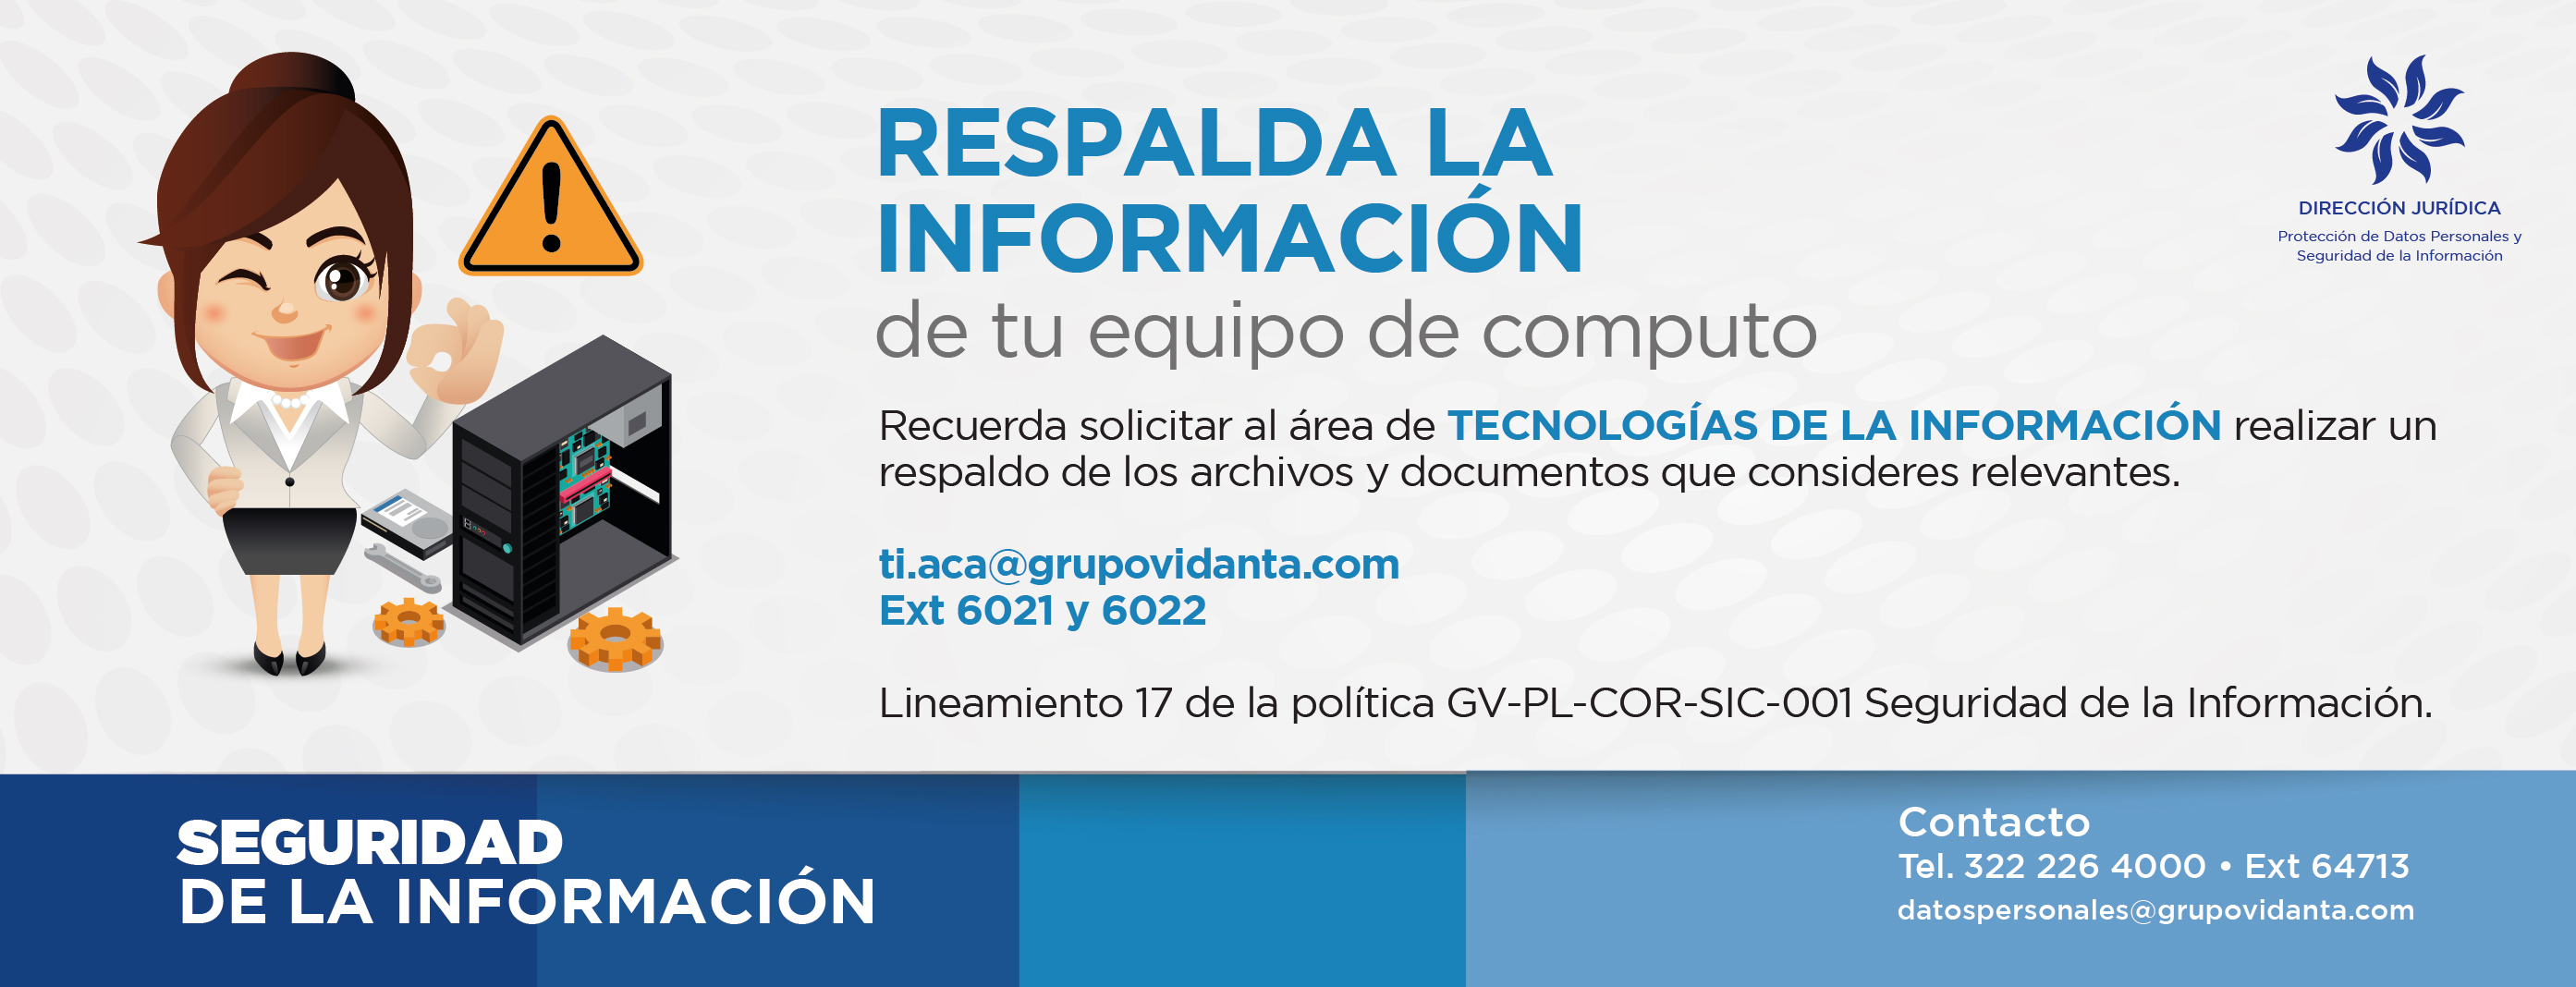 RESPALDA LA
INFORMACIÓN
de tu equipo de computo
Recuerda solicitar al área de TECNOLOGÍAS DE LA INFORMACIÓN realizar un
respaldo de los archivos y documentos que consideres relevantes.
ti.aca@grupovidanta.com
Ext 6021 y 6022
Lineamiento 17 de la política GV-PL-COR-SIC-001 Seguridad de la Información.
DIRECCIÓN JURÍDICA
Protección de Datos Personales y
Seguridad de la Información
SEGURIDAD
DE LA INFORMACIÓN
Contacto
Tel. 322 226 4000 • Ext 64713
datospersonales@grupovidanta.com